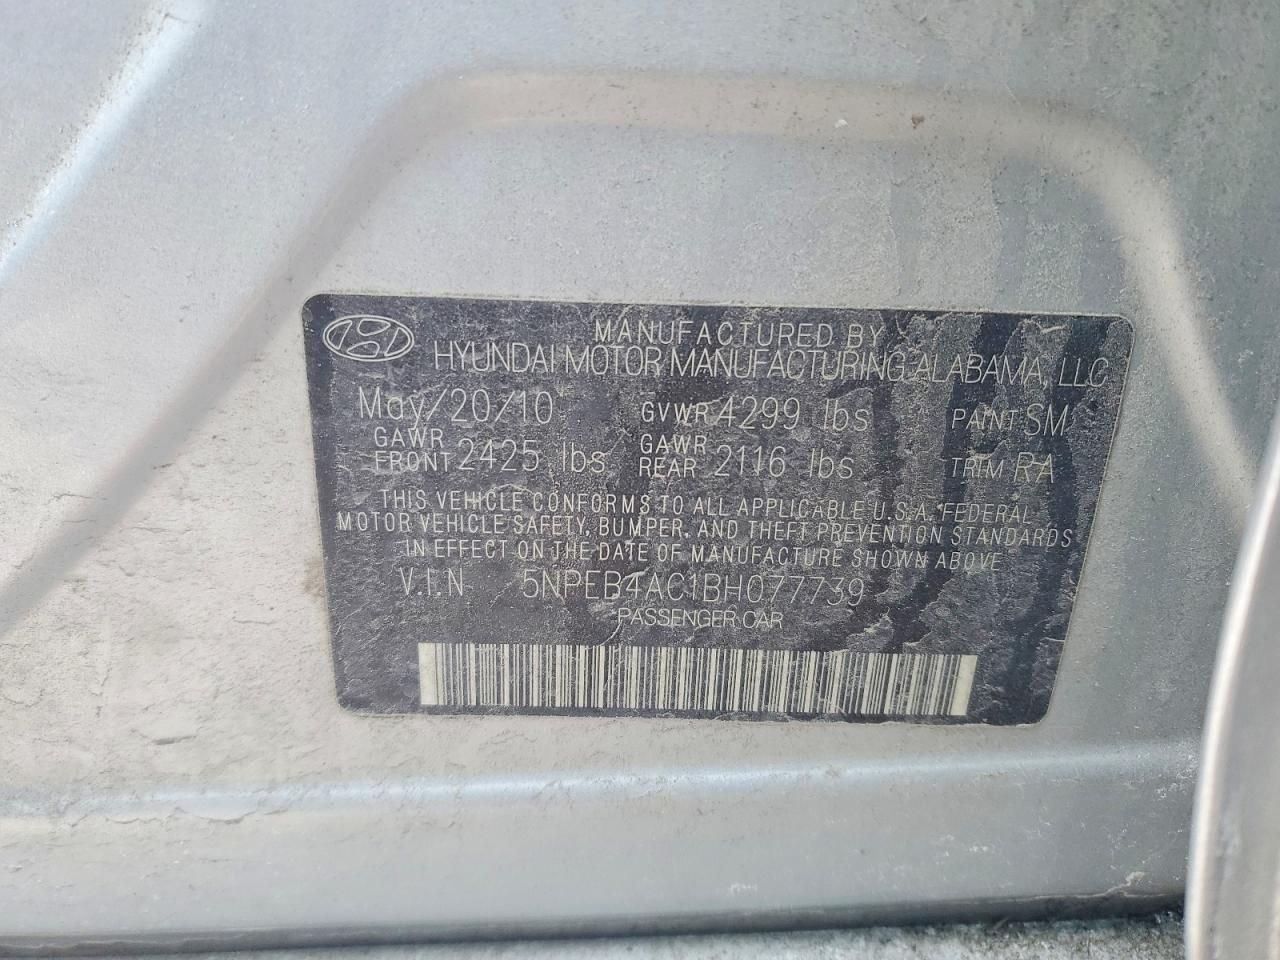 MANUFACTURED BY
HYUNDAI MOTOR MANUFACTURING ALABAMA, LLC
May/20/10 GVWR 4299 lbs PAINT SM
GAWR FRONT 2425 lbs GAWR REAR 2116 lbs TRIM RA
THIS VEHICLE CONFORMS TO ALL APPLICABLE U.S.A. FEDERAL
MOTOR VEHICLE SAFETY, BUMPER, AND THEFT PREVENTION STANDARDS
IN EFFECT ON THE DATE OF MANUFACTURE SHOWN ABOVE
V.I.N 5NPEB4AC1BH077739
PASSENGER CAR